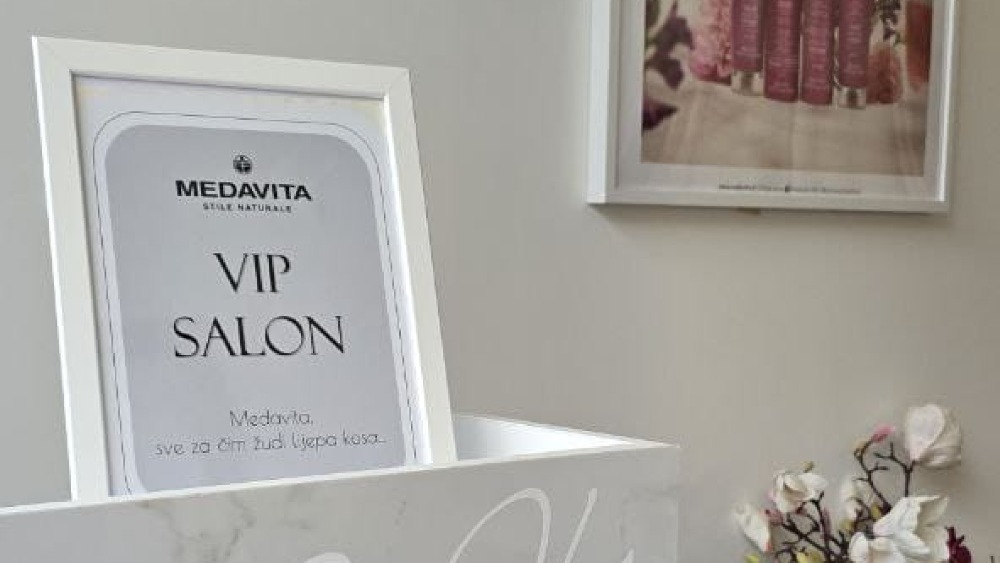 MEDAVITA
STILE NATURALE
VIP
SALON
Medavita,
sve za čim žudi lijepa kosa...